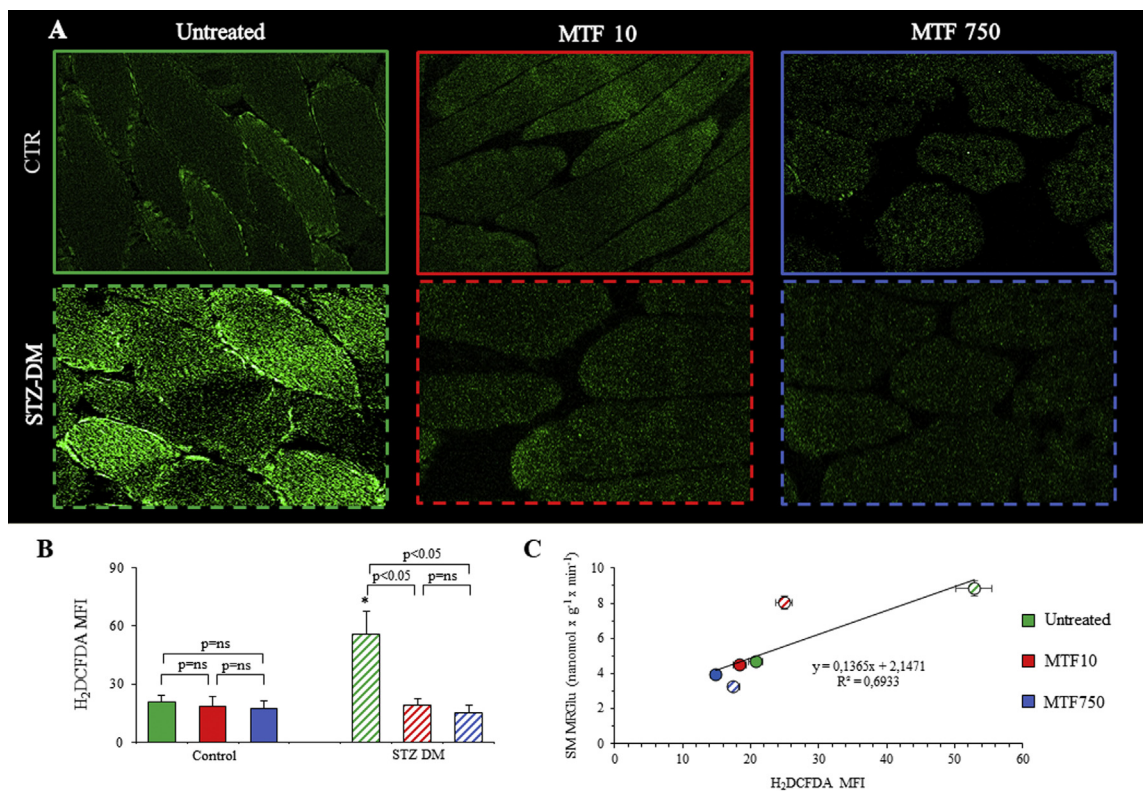 A
Untreated
MTF 10
MTF 750
CTR
STZ-DM
B
H₂DCFDA MFI
90
60
30
0
p=ns
p=ns
p=ns
Control
p<0.05
p<0.05
p=ns
*
STZ DM
C
SM MRGlu (nanomol x g⁻¹ x min⁻¹)
10
8
6
4
2
0
0
10
20
30
40
50
60
H₂DCFDA MFI
y = 0,1365x + 2,1471
R² = 0,6933
Untreated
MTF10
MTF750